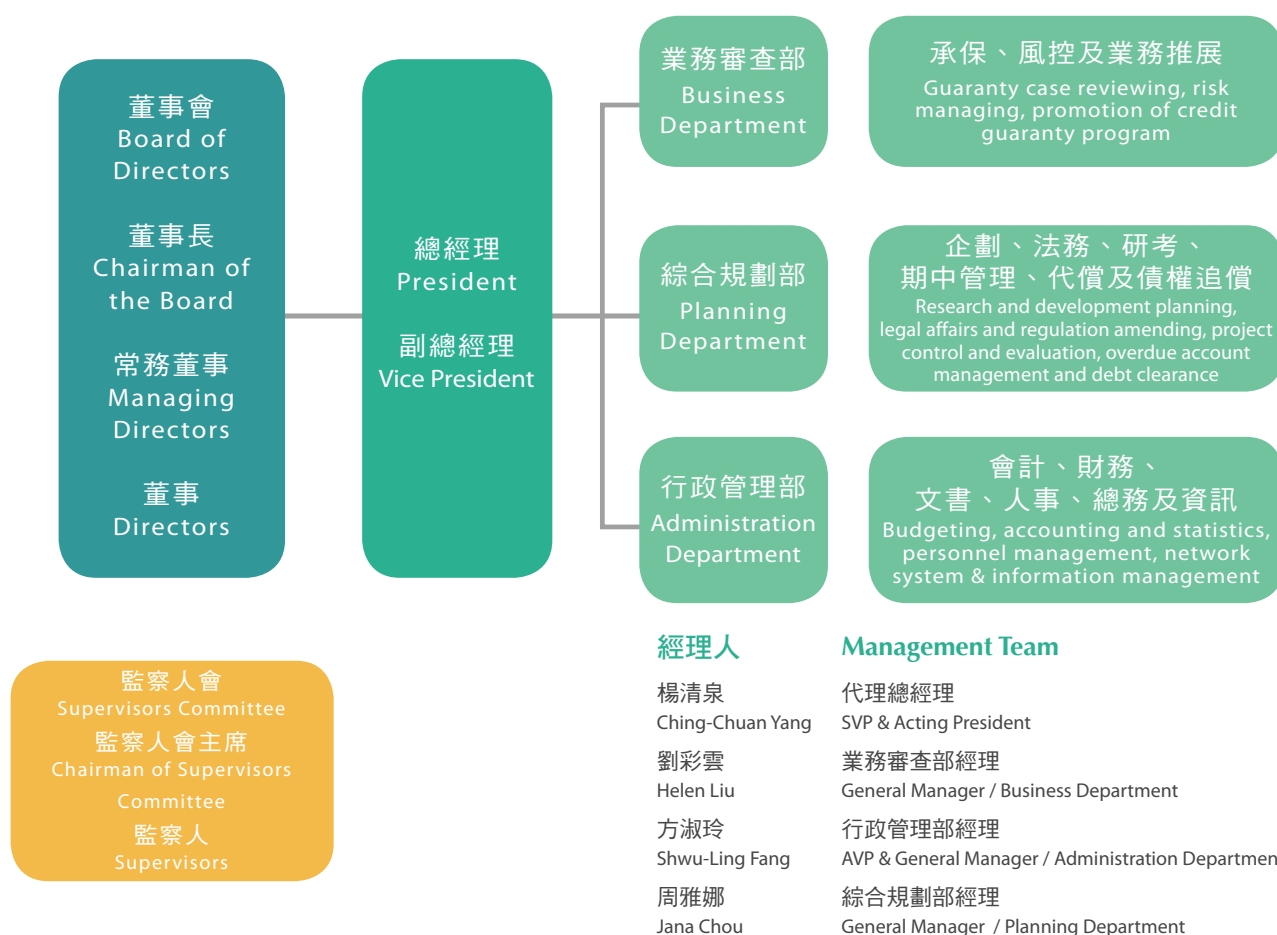 董事會
Board of
Directors
董事長
Chairman of
the Board
常務董事
Managing
Directors
董事
Directors
總經理
President
副總經理
Vice President
業務審查部
Business
Department
承保、風控及業務推展
Guaranty case reviewing, risk
managing, promotion of credit
guaranty program
綜合規劃部
Planning
Department
企劃、法務、研考、
期中管理、代償及債權追償
Research and development planning,
legal affairs and regulation amending, project
control and evaluation, overdue account
management and debt clearance
行政管理部
Administration
Department
會計、財務、
文書、人事、總務及資訊
Budgeting, accounting and statistics,
personnel management, network
system & information management
監察人會
Supervisors Committee
監察人會主席
Chairman of Supervisors
Committee
監察人
Supervisors
經理人 Management Team
楊清泉 代理總經理
Ching-Chuan Yang SVP & Acting President
劉彩雲 業務審查部經理
Helen Liu General Manager / Business Department
方淑玲 行政管理部經理
Shwu-Ling Fang AVP & General Manager / Administration Departmen
周雅娜 綜合規劃部經理
Jana Chou General Manager / Planning Department